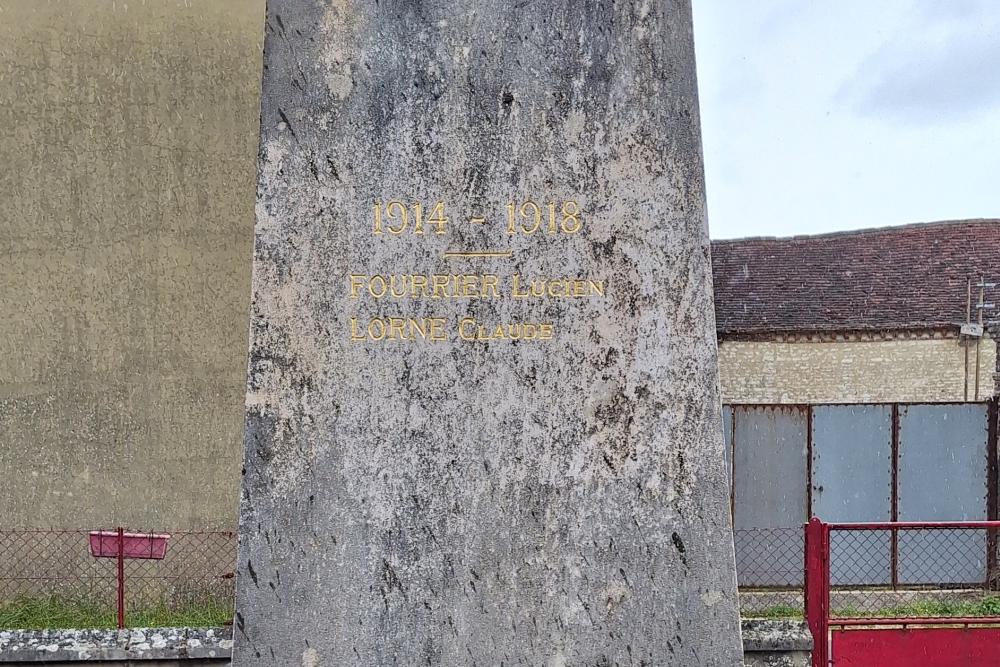 1914 - 1918
FOURRIER LUCIEN
LORNE CLAUDE